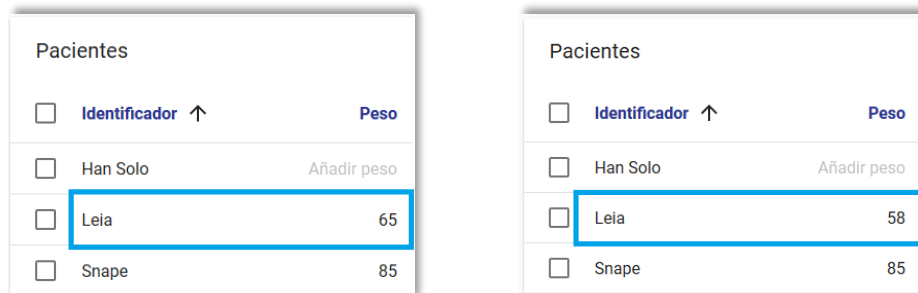 Pacientes
Identificador ↑ Peso
Han Solo Añadir peso
Leia 65
Snape 85
Pacientes
Identificador ↑ Peso
Han Solo Añadir peso
Leia 58
Snape 85